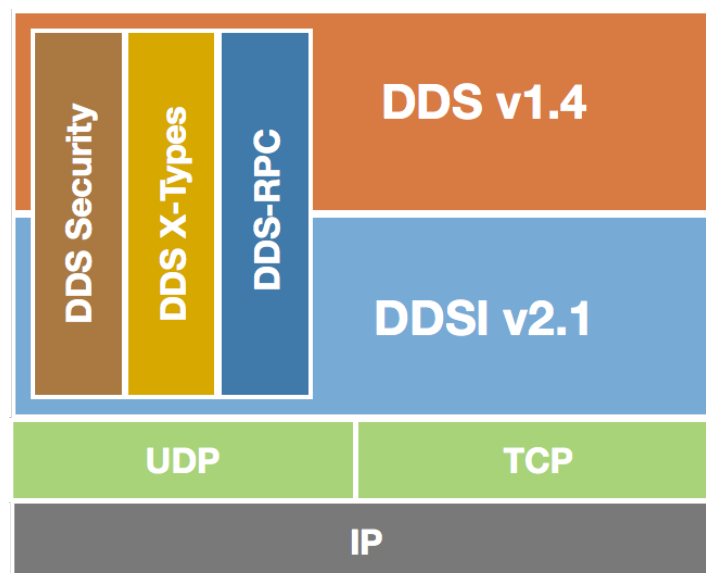 DDS Security
DDS X-Types
DDS-RPC
DDS v1.4
DDSI v2.1
UDP
TCP
IP